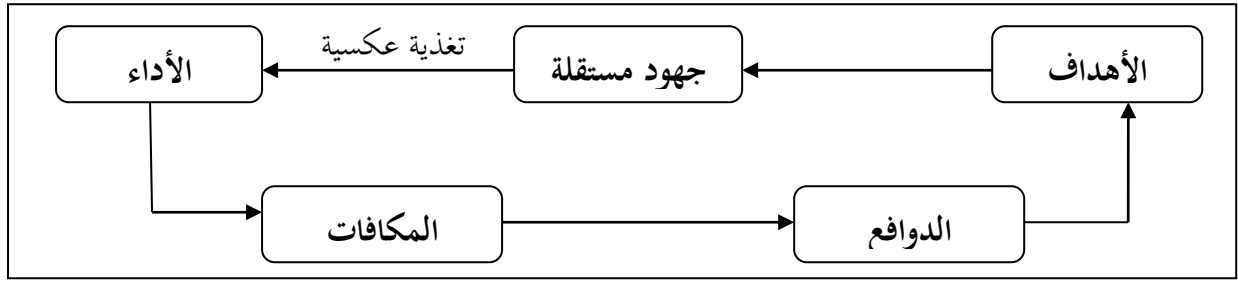 الأهداف
جهود مستقلة
تغذية عكسية
الأداء
الدوافع
المكافات